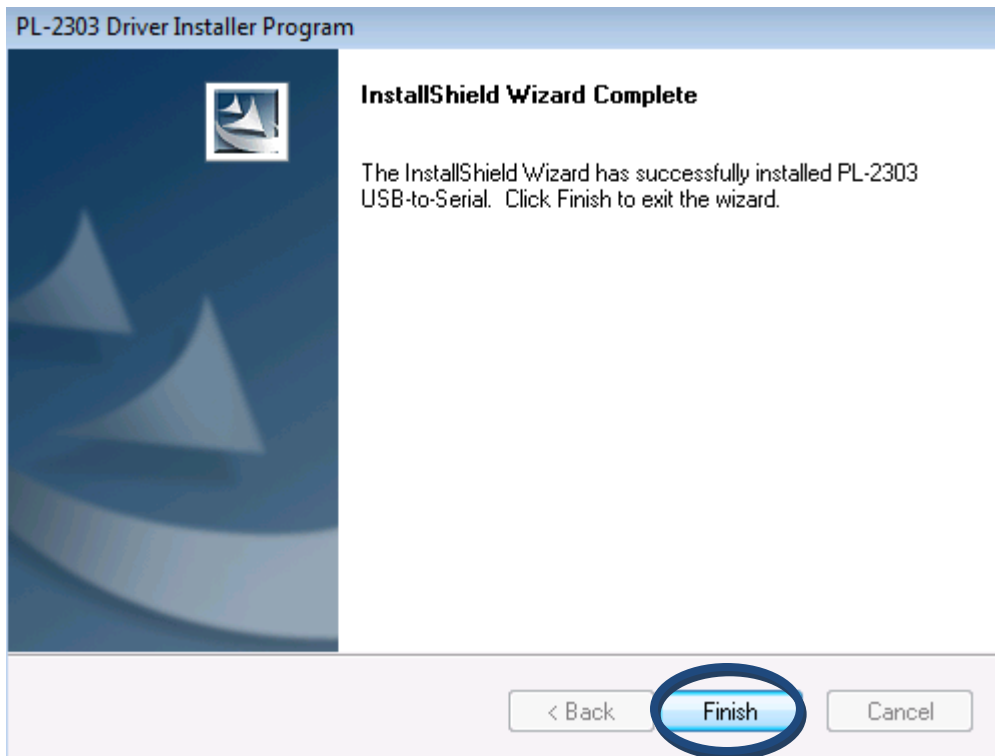 PL-2303 Driver Installer Program
InstallShield Wizard Complete
The InstallShield Wizard has successfully installed PL-2303
USB-to-Serial. Click Finish to exit the wizard.
< Back Finish Cancel